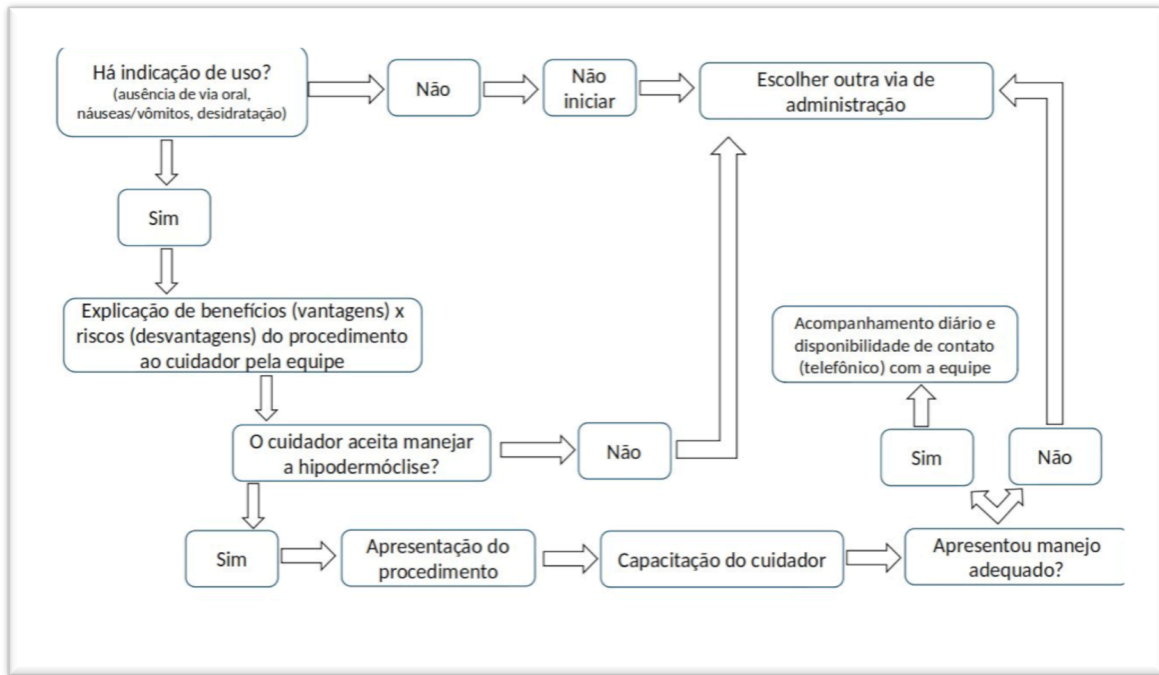 Há indicação de uso?
(ausência de via oral,
náuseas/vômitos, desidratação)
Não
Não
iniciar
Escolher outra via de
administração
Sim
Explicação de benefícios (vantagens) x
riscos (desvantagens) do procedimento
ao cuidador pela equipe
Acompanhamento diário e
disponibilidade de contato
(telefônico) com a equipe
O cuidador aceita manejar
a hipodermóclise?
Não
Sim
Não
Sim
Apresentação do
procedimento
Capacitação do cuidador
Apresentou manejo
adequado?